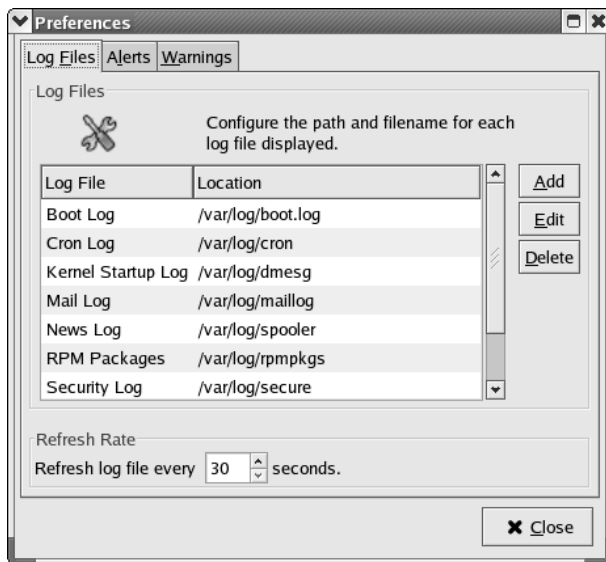 Preferences
Log Files Alerts Warnings
Log Files
Configure the path and filename for each
log file displayed.
Log File Location
Boot Log /var/log/boot.log
Cron Log /var/log/cron
Kernel Startup Log /var/log/dmesg
Mail Log /var/log/maillog
News Log /var/log/spooler
RPM Packages /var/log/rpmpkgs
Security Log /var/log/secure
Add
Edit
Delete
Refresh Rate
Refresh log file every 30 seconds.
Close